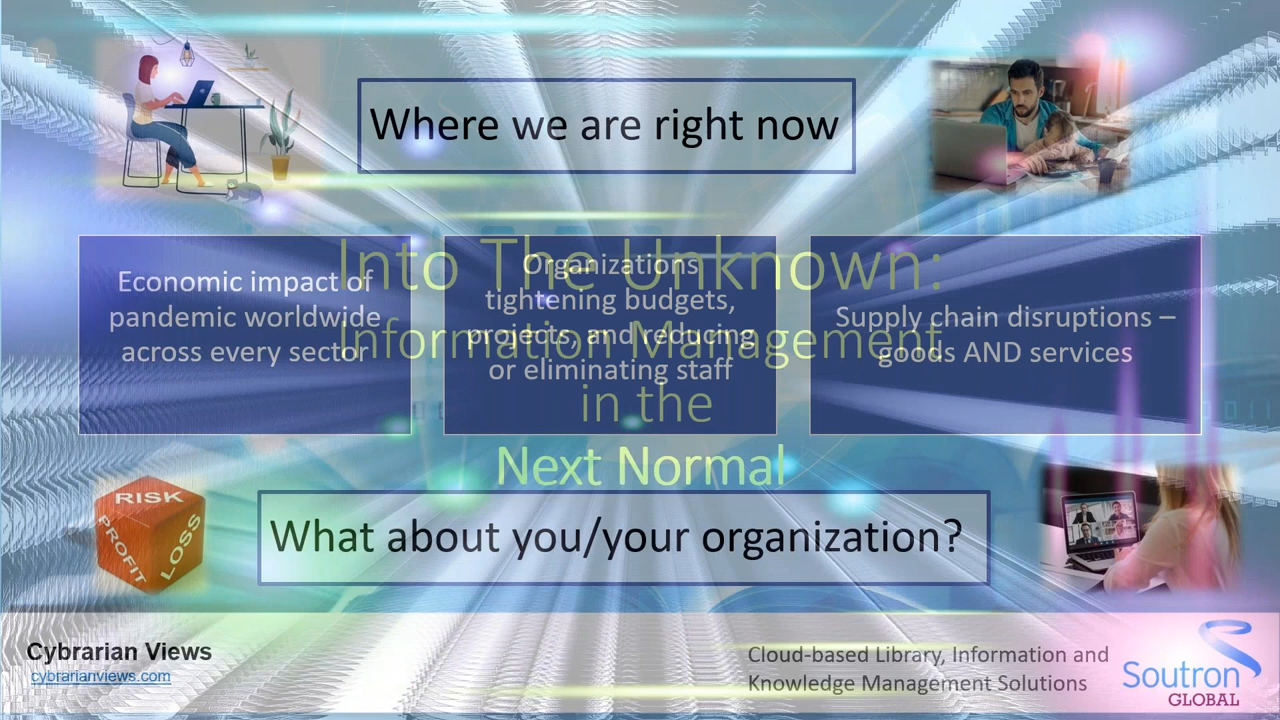 Where we are right now
Into The Unknown:
Information Management
in the
Next Normal
Economic impact of
pandemic worldwide
across every sector
Organizations
tightening budgets,
projects, and reducing
or eliminating staff
Supply chain disruptions –
goods AND services
What about you/your organization?
RISK
PROFIT
LOSS
Cybrarian Views
cybrarianviews.com
Cloud-based Library, Information and
Knowledge Management Solutions
Soutron
GLOBAL